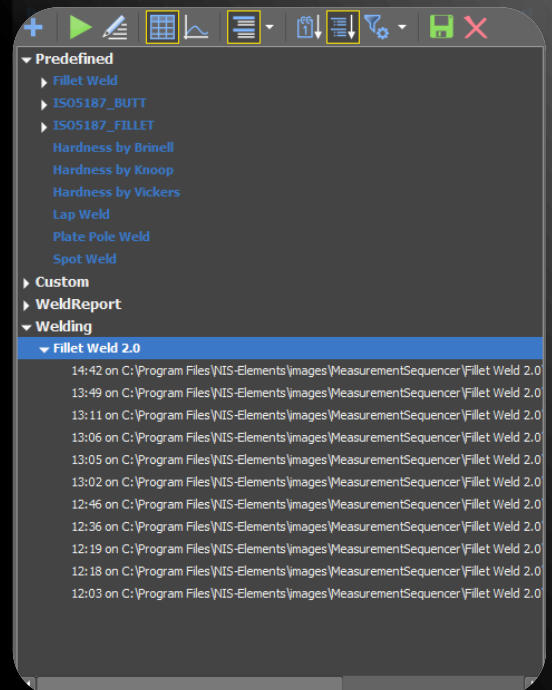 Predefined
Fillet Weld
ISO5187_BUTT
ISO5187_FILLET
Hardness by Brinell
Hardness by Knoop
Hardness by Vickers
Lap Weld
Plate Pole Weld
Spot Weld
Custom
WeldReport
Welding
Fillet Weld 2.0
14:42 on C:\Program Files\NIS-Elements\images\MeasurementSequencer\Fillet Weld 2.0
13:49 on C:\Program Files\NIS-Elements\images\MeasurementSequencer\Fillet Weld 2.0
13:11 on C:\Program Files\NIS-Elements\images\MeasurementSequencer\Fillet Weld 2.0
13:06 on C:\Program Files\NIS-Elements\images\MeasurementSequencer\Fillet Weld 2.0
13:05 on C:\Program Files\NIS-Elements\images\MeasurementSequencer\Fillet Weld 2.0
13:02 on C:\Program Files\NIS-Elements\images\MeasurementSequencer\Fillet Weld 2.0
12:46 on C:\Program Files\NIS-Elements\images\MeasurementSequencer\Fillet Weld 2.0
12:36 on C:\Program Files\NIS-Elements\images\MeasurementSequencer\Fillet Weld 2.0
12:19 on C:\Program Files\NIS-Elements\images\MeasurementSequencer\Fillet Weld 2.0
12:18 on C:\Program Files\NIS-Elements\images\MeasurementSequencer\Fillet Weld 2.0
12:03 on C:\Program Files\NIS-Elements\images\MeasurementSequencer\Fillet Weld 2.0